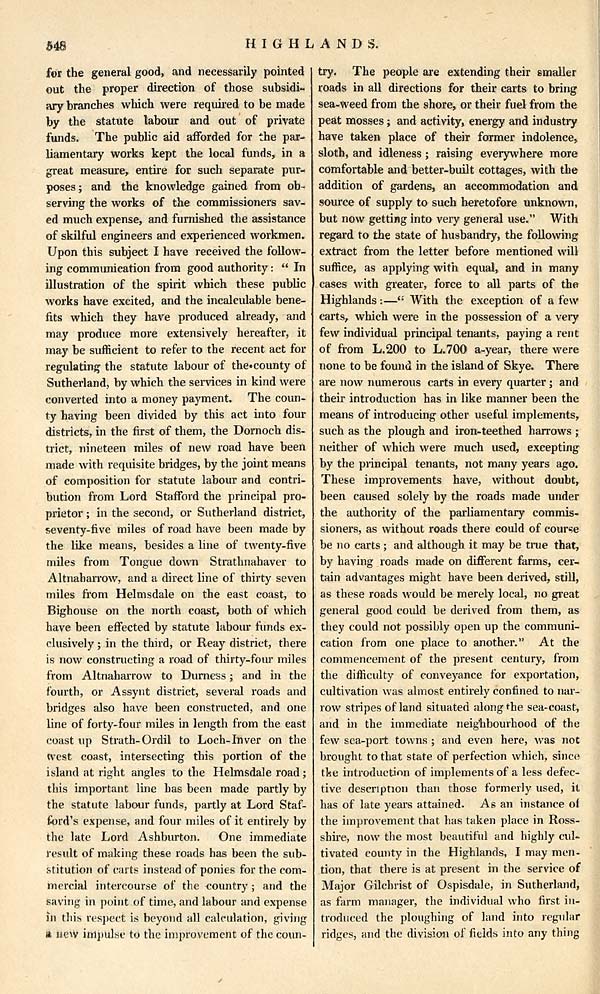 548
HIGHLANDS.
for the general good, and necessarily pointed
out the proper direction of those subsidi-
ary branches which were required to be made
by the statute labour and out of private
funds. The public aid afforded for the par-
liamentary works kept the local funds, in a
great measure, entire for such separate pur-
poses; and the knowledge gained from ob-
serving the works of the commissioners sav-
ed much expense, and furnished the assistance
of skilful engineers and experienced workmen.
Upon this subject I have received the follow-
ing communication from good authority: “ In
illustration of the spirit which these public
works have excited, and the incalculable bene-
fits which they have produced already, and
may produce more extensively hereafter, it
may be sufficient to refer to the recent act for
regulating the statute labour of the county of
Sutherland, by which the services in kind were
converted into a money payment. The coun-
ty having been divided by this act into four
districts, in the first of them, the Dornoch dis-
trict, nineteen miles of new road have been
made with requisite bridges, by the joint means
of composition for statute labour and contri-
bution from Lord Stafford the principal pro-
prietor; in the second, or Sutherland district,
seventy-five miles of road have been made by
the like means, besides a line of twenty-five
miles from Tongue down Strathnahaver to
Altnaharrow, and a direct line of thirty seven
miles from Helmsdale on the east coast, to
Bighouse on the north coast, both of which
have been effected by statute labour funds ex-
clusively; in the third, or Reay district, there
is now constructing a road of thirty-four miles
from Altnaharrow to Durness; and in the
fourth, or Assynt district, several roads and
bridges also have been constructed, and one
line of forty-four miles in length from the east
coast up Strath-Ordil to Loch-Inver on the
west coast, intersecting this portion of the
island at right angles to the Helmsdale road;
this important line has been made partly by
the statute labour funds, partly at Lord Staf-
ford's expense, and four miles of it entirely by
the late Lord Ashburton. One immediate
result of making these roads has been the sub-
stitution of carts instead of ponies for the com-
mercial intercourse of the country; and the
saving in point of time, and labour and expense
in this respect is beyond all calculation, giving
a new impulse to the improvement of the coun-
try. The people are extending their smaller
roads in all directions for their carts to bring
sea-weed from the shore, or their fuel from the
peat mosses; and activity, energy and industry
have taken place of their former indolence,
sloth, and idleness; raising everywhere more
comfortable and better-built cottages, with the
addition of gardens, an accommodation and
source of supply to such heretofore unknown,
but now getting into very general use.” With
regard to the state of husbandry, the following
extract from the letter before mentioned will
suffice, as applying with equal, and in many
cases with greater, force to all parts of the
Highlands:—“ With the exception of a few
carts, which were in the possession of a very
few individual principal tenants, paying a rent
of from L.200 to L.700 a-year, there were
none to be found in the island of Skye. There
are now numerous carts in every quarter; and
their introduction has in like manner been the
means of introducing other useful implements,
such as the plough and iron-teethed harrows;
neither of which were much used, excepting
by the principal tenants, not many years ago.
These improvements have, without doubt,
been caused solely by the roads made under
the authority of the parliamentary commis-
sioners, as without roads there could of course
be no carts; and although it may be true that,
by having roads made on different farms, cer-
tain advantages might have been derived, still,
as these roads would be merely local, no great
general good could be derived from them, as
they could not possibly open up the communi-
cation from one place to another.” At the
commencement of the present century, from
the difficulty of conveyance for exportation,
cultivation was almost entirely confined to nar-
row stripes of land situated along the sea-coast,
and in the immediate neighbourhood of the
few sea-port towns; and even here, was not
brought to that state of perfection which, since
the introduction of implements of a less defec-
tive description than those formerly used, it
has of late years attained. As an instance of
the improvement that has taken place in Ross-
shire, now the most beautiful and highly cul-
tivated county in the Highlands, I may men-
tion, that there is at present in the service of
Major Gilchrist of Ospisdale, in Sutherland,
as farm manager, the individual who first in-
troduced the ploughing of land into regular
ridges, and the division of fields into any thing